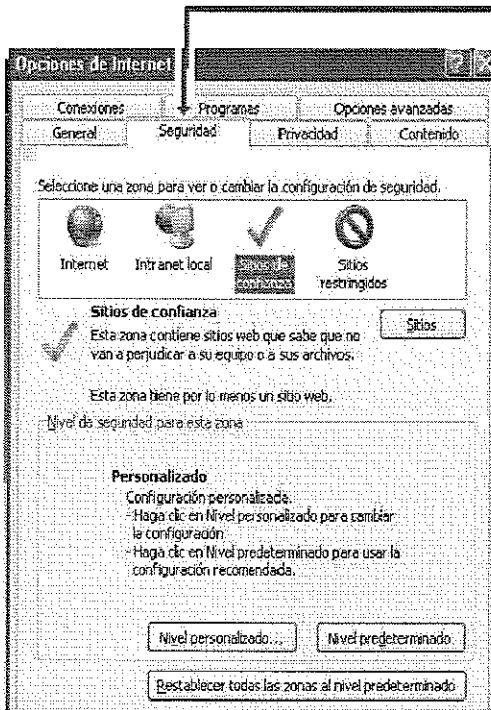 Opciones de Internet
Conexiones Programas Opciones avanzadas
General Seguridad Privacidad Contenido
Seleccione una zona para ver o cambiar la configuración de seguridad.
Internet Intranet local Sitios de confianza Sitios restringidos
Sitios de confianza
Sitios
Esta zona contiene sitios web que sabe que no
van a perjudicar a su equipo o a sus archivos.
Esta zona tiene por lo menos un sitio web.
Nivel de seguridad para esta zona
Personalizado
Configuración personalizada.
- Haga clic en Nivel personalizado para cambiar
la configuración
- Haga clic en Nivel predeterminado para usar la
configuración recomendada.
Nivel personalizado... Nivel predeterminado
Restablecer todas las zonas al nivel predeterminado